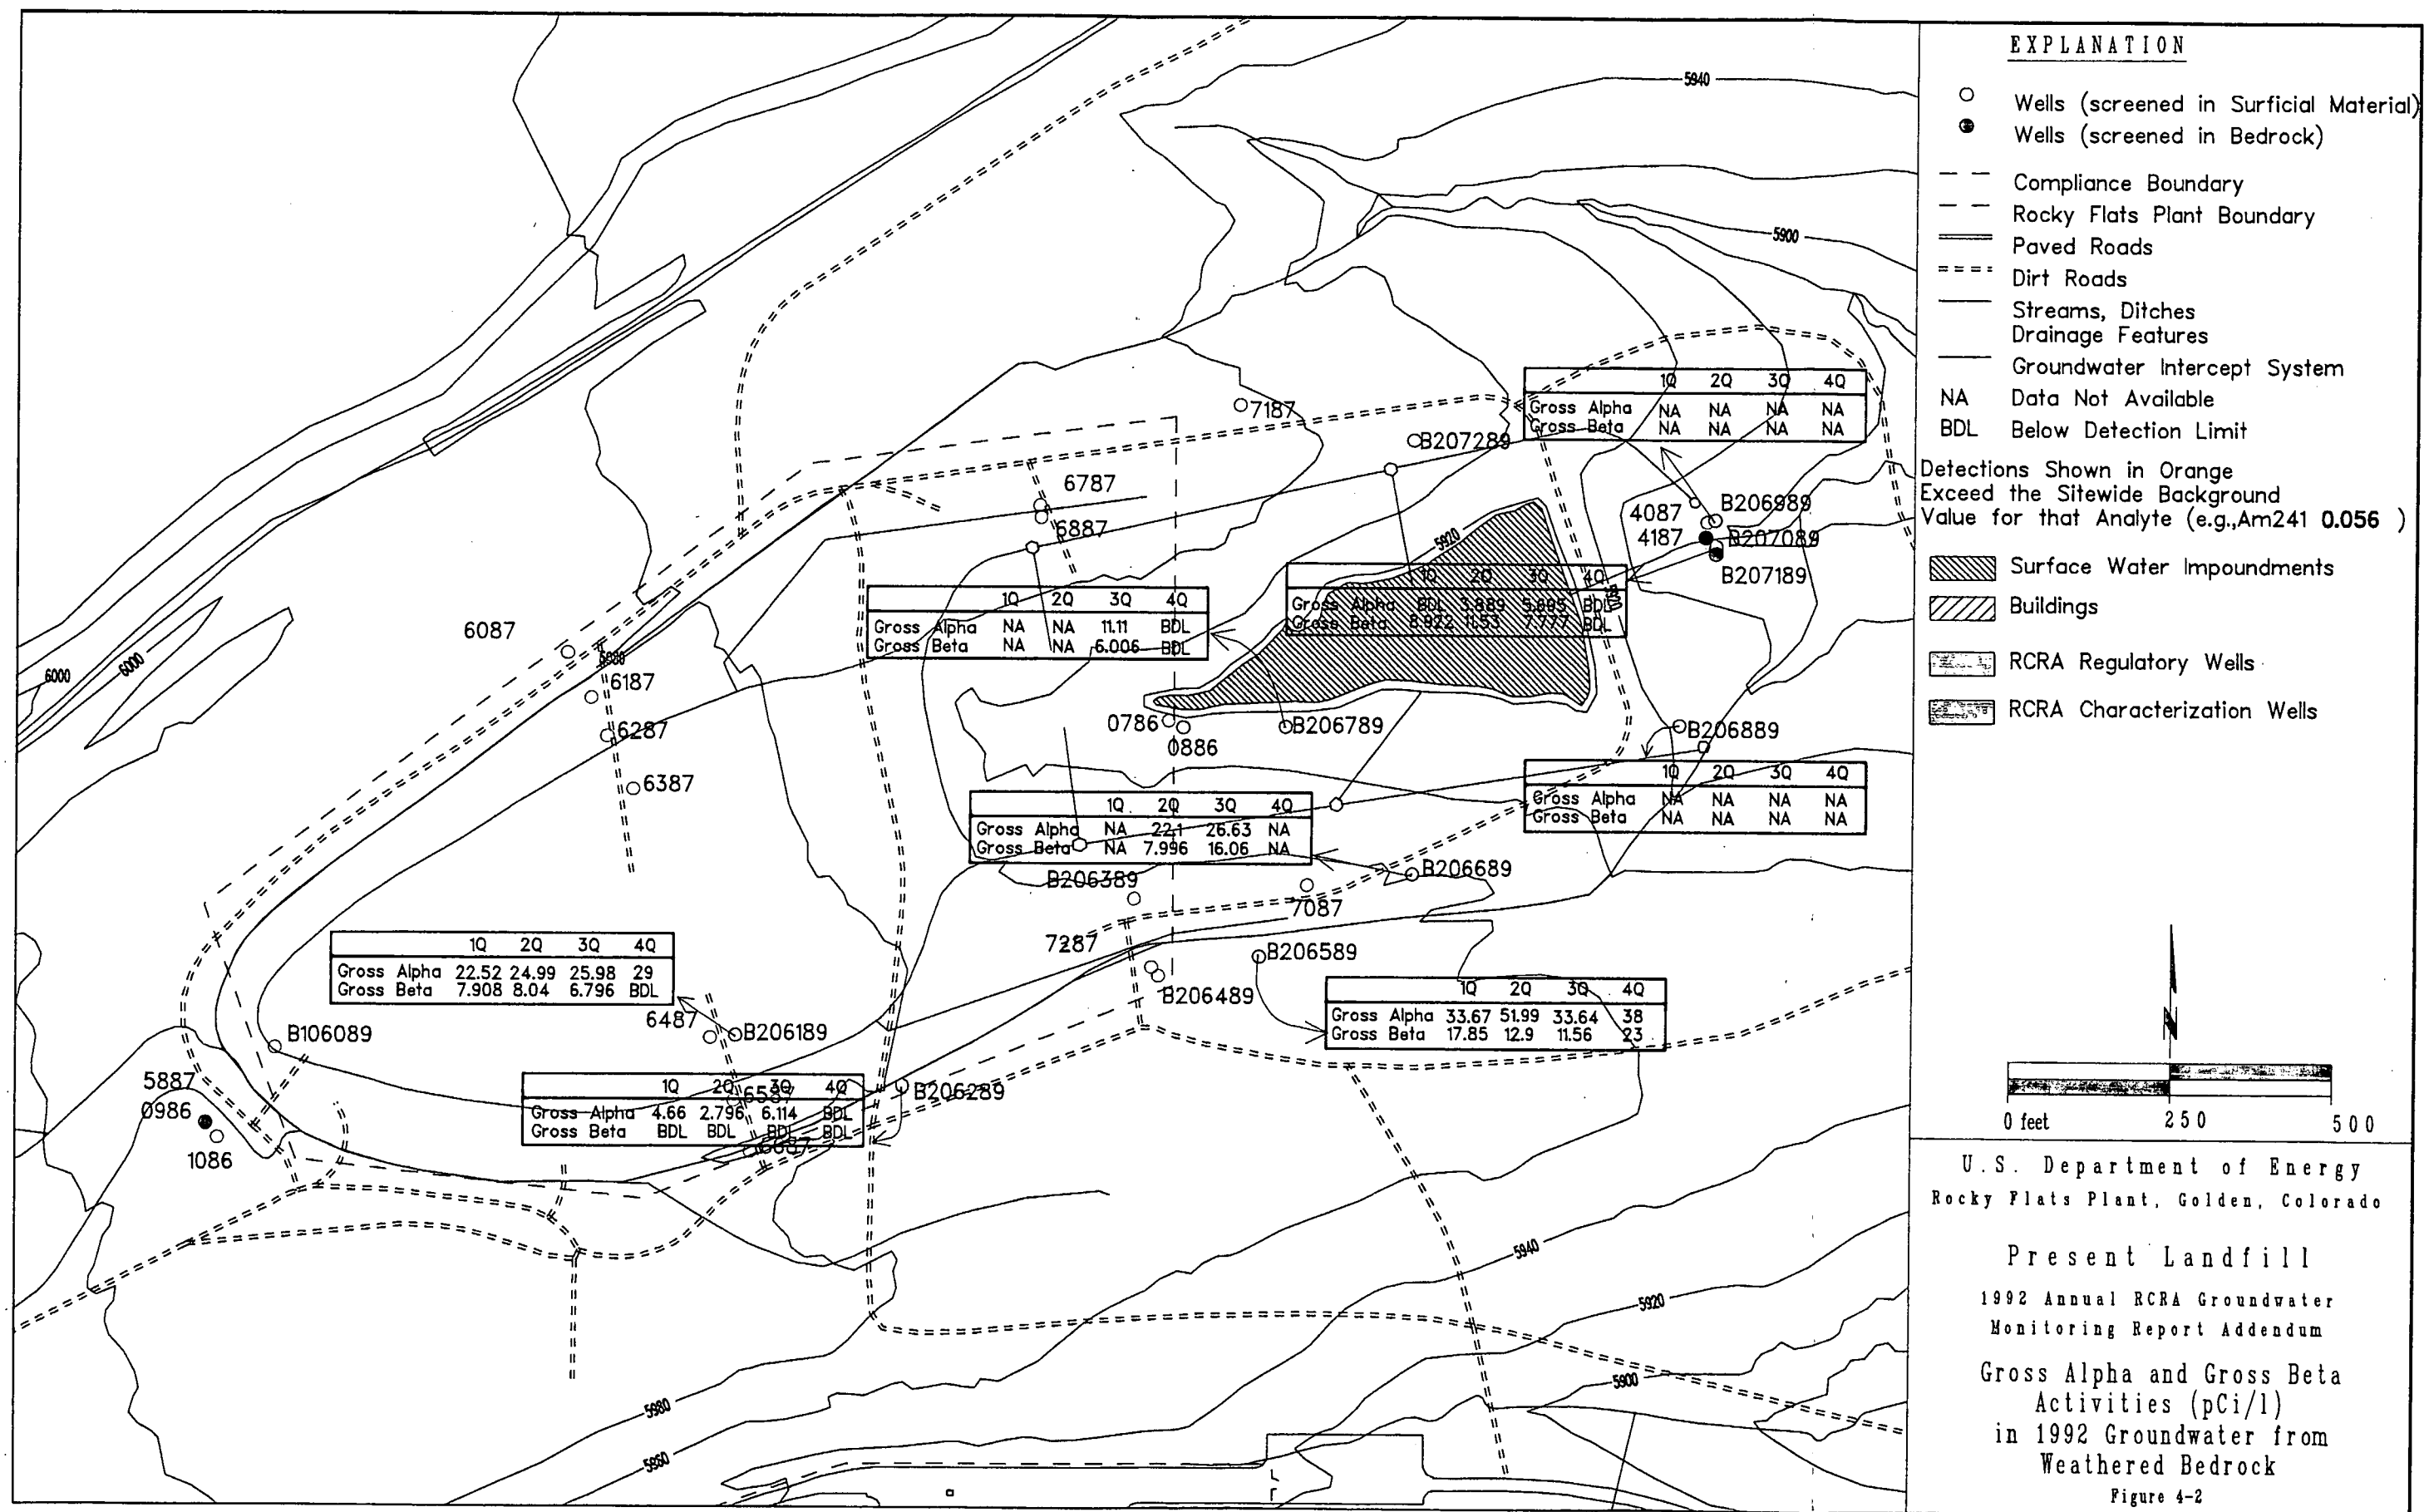 EXPLANATION
Wells (screened in Surficial Material)
Wells (screened in Bedrock)
Compliance Boundary
Rocky Flats Plant Boundary
Paved Roads
Dirt Roads
Streams, Ditches
Drainage Features
Groundwater Intercept System
NA Data Not Available
BDL Below Detection Limit
Detections Shown in Orange
Exceed the Sitewide Background
Value for that Analyte (e.g.,Am241 0.056 )
Surface Water Impoundments
Buildings
RCRA Regulatory Wells
RCRA Characterization Wells
N
0 feet 250 500
U.S. Department of Energy
Rocky Flats Plant, Golden, Colorado
Present Landfill
1992 Annual RCRA Groundwater
Monitoring Report Addendum
Gross Alpha and Gross Beta
Activities (pCi/l)
in 1992 Groundwater from
Weathered Bedrock
Figure 4-2
5940
5900
1Q 2Q 3Q 4Q
Gross Alpha NA NA NA NA
Gross Beta NA NA NA NA
7187
B207289
6787
6887
4087
B206989
4187
B207089
B207189
5920
1Q 2Q 3Q 4Q
Gross Alpha BDL 3.889 5.695 BDL
Gross Beta 8.922 11.53 7.777 BDL
1Q 2Q 3Q 4Q
Gross Alpha NA NA 11.11 BDL
Gross Beta NA NA 6.006 BDL
6087
5980
6000
6000
6187
6287
6387
0786
0886
B206789
B206889
1Q 2Q 3Q 4Q
Gross Alpha NA NA NA NA
Gross Beta NA NA NA NA
1Q 2Q 3Q 4Q
Gross Alpha NA 22.1 26.63 NA
Gross Beta NA 7.996 16.06 NA
B206389
B206689
7087
7287
B206589
B206489
1Q 2Q 3Q 4Q
Gross Alpha 22.52 24.99 25.98 29
Gross Beta 7.908 8.04 6.796 BDL
1Q 2Q 3Q 4Q
Gross Alpha 33.67 51.99 33.64 38
Gross Beta 17.85 12.9 11.56 23
6487
B206189
B106089
5887
0986
1086
1Q 2Q 3Q 4Q
Gross Alpha 4.66 2.796 6.114 BDL
Gross Beta BDL BDL BDL BDL
6587
B206289
6687
5940
5920
5900
5980
5960